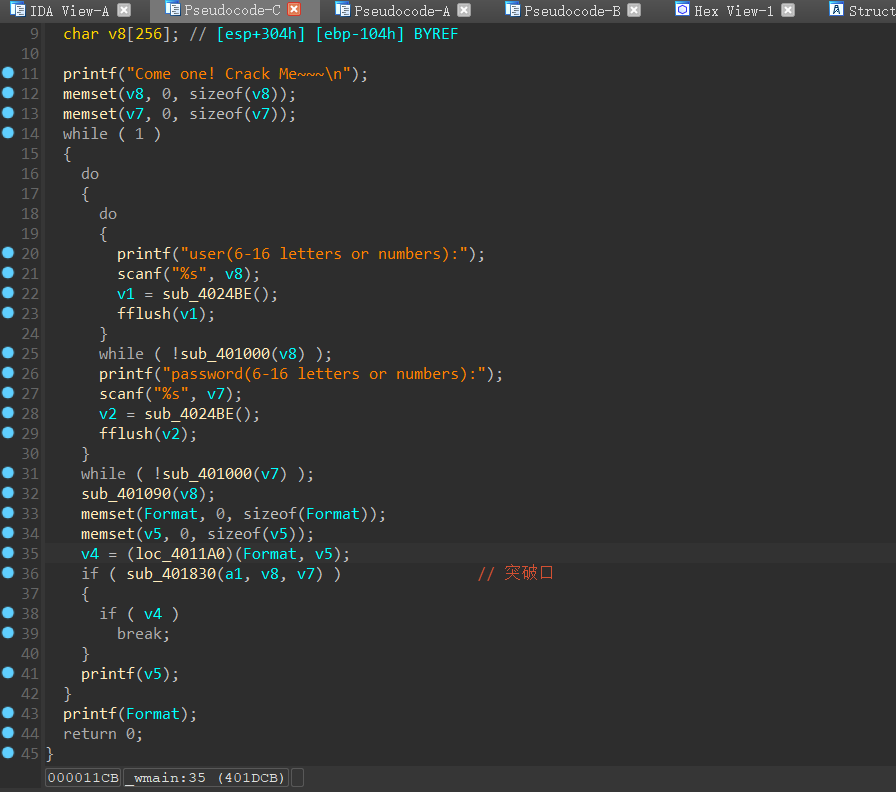 IDA View-A Pseudocode-C Pseudocode-A Pseudocode-B Hex View-1 Struct
9 char v8[256]; // [esp+304h] [ebp-104h] BYREF
10
11 printf("Come one! Crack Me~~~\n");
12 memset(v8, 0, sizeof(v8));
13 memset(v7, 0, sizeof(v7));
14 while ( 1 )
15 {
16 do
17 {
18 do
19 {
20 printf("user(6-16 letters or numbers):");
21 scanf("%s", v8);
22 v1 = sub_4024BE();
23 fflush(v1);
24 }
25 while ( !sub_401000(v8) );
26 printf("password(6-16 letters or numbers):");
27 scanf("%s", v7);
28 v2 = sub_4024BE();
29 fflush(v2);
30 }
31 while ( !sub_401000(v7) );
32 sub_401090(v8);
33 memset(Format, 0, sizeof(Format));
34 memset(v5, 0, sizeof(v5));
35 v4 = (loc_4011A0)(Format, v5);
36 if ( sub_401830(a1, v8, v7) ) // 突破口
37 {
38 if ( v4 )
39 break;
40 }
41 printf(v5);
42 }
43 printf(Format);
44 return 0;
45 }
000011CB _wmain:35 (401DCB)